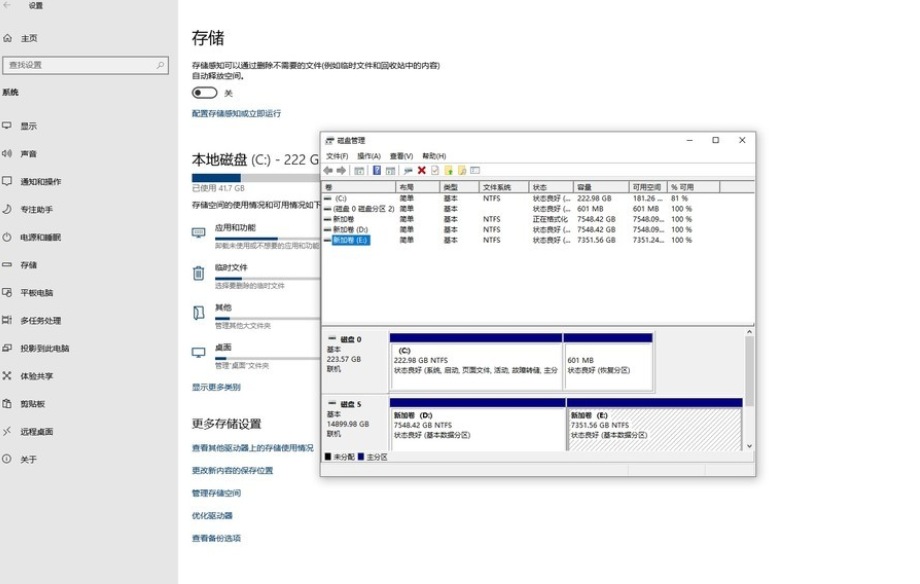 设置
主页
查找设置
系统
显示
声音
通知和操作
专注助手
电源和睡眠
存储
平板电脑
多任务处理
投影到此电脑
体验共享
剪贴板
远程桌面
关于
存储
存储感知可以通过删除不需要的文件(例如临时文件和回收站中的内容)
自动释放空间。
关
配置存储感知或立即运行
本地磁盘 (C:) - 222 G
已使用 41.7 GB
存储空间的使用情况和可用情况如下
应用和功能
卸载未使用或不想要的应用和功能
临时文件
选择要删除的临时文件
其他
管理其他大文件夹
桌面
管理"桌面"文件夹
显示更多类别
更多存储设置
查看其他驱动器上的存储使用情况
更改新内容的保存位置
管理存储空间
优化驱动器
查看备份选项
磁盘管理
文件(F) 操作(A) 查看(V) 帮助(H)
卷 布局 类型 文件系统 状态 容量 可用空间 % 可用
(C:) 简单 基本 NTFS 状态良好 (... 222.98 GB 181.26 ... 81 %
(磁盘 0 磁盘分区 2) 简单 基本 状态良好 (... 601 MB 601 MB 100 %
新加卷 简单 基本 NTFS 正在格式化 7548.42 GB 7548.09... 100 %
新加卷 (D:) 简单 基本 NTFS 状态良好 (... 7548.42 GB 7548.09... 100 %
新加卷 (E:) 简单 基本 NTFS 状态良好 (... 7351.56 GB 7351.24... 100 %
磁盘 0
基本
223.57 GB
联机
(C:)
222.98 GB NTFS
状态良好 (系统, 启动, 页面文件, 活动, 故障转储, 主分
601 MB
状态良好 (恢复分区)
磁盘 5
基本
14899.98 GB
联机
新加卷 (D:)
7548.42 GB NTFS
状态良好 (基本数据分区)
新加卷 (E:)
7351.56 GB NTFS
状态良好 (基本数据分区)
未分配 主分区